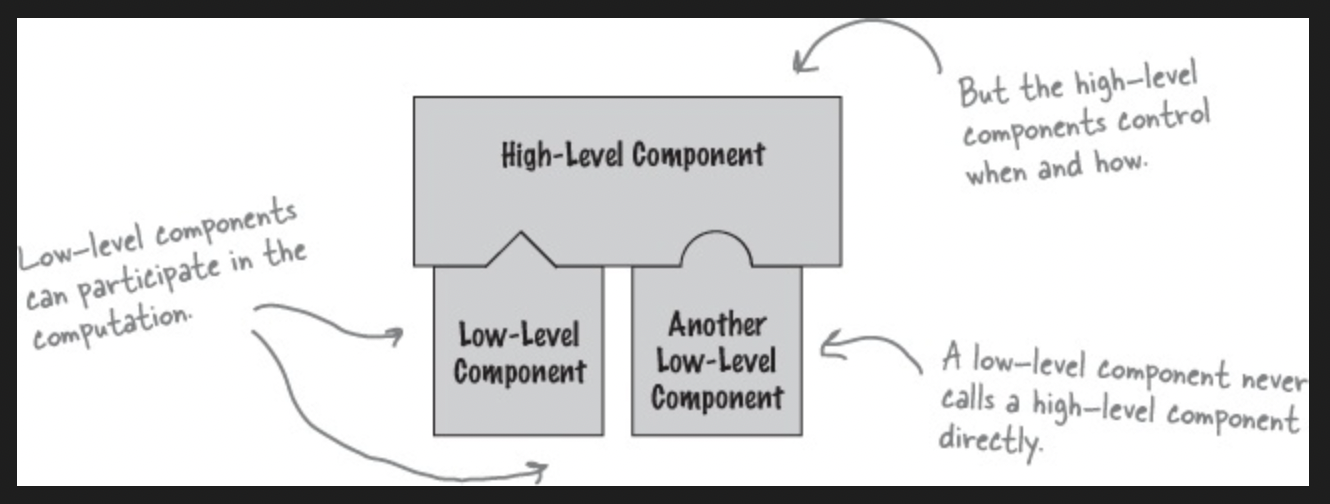 But the high-level
components control
when and how.
High-Level Component
Low-level components
can participate in the
computation.
Low-Level
Component
Another
Low-Level
Component
A low-level component never
calls a high-level component
directly.